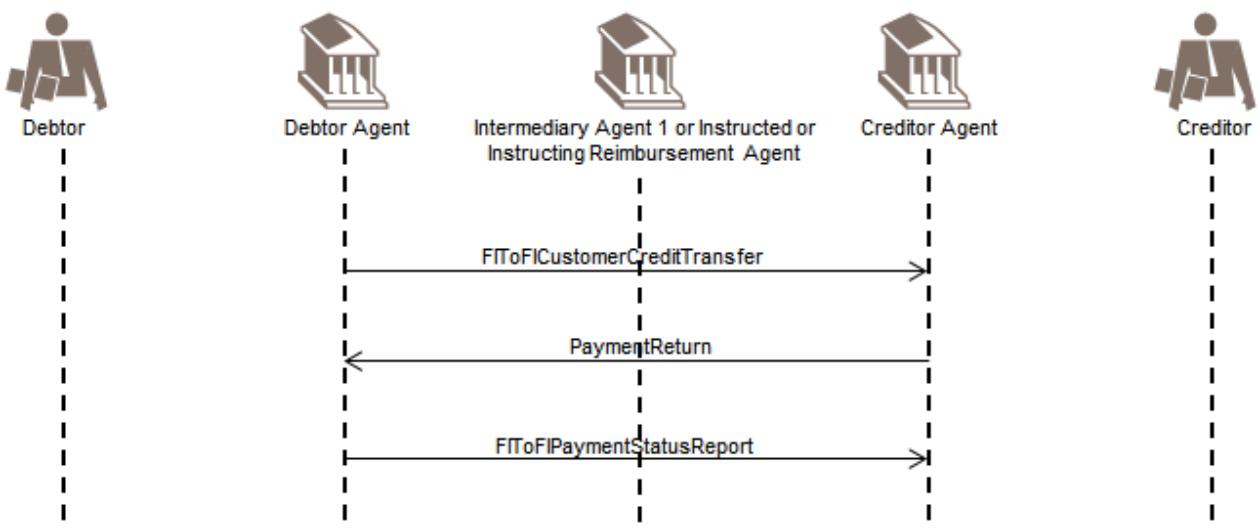 Debtor
Debtor Agent
Intermediary Agent 1 or Instructed or
Instructing Reimbursement Agent
Creditor Agent
Creditor
FIToFICustomerCreditTransfer
PaymentReturn
FIToFIPaymentStatusReport